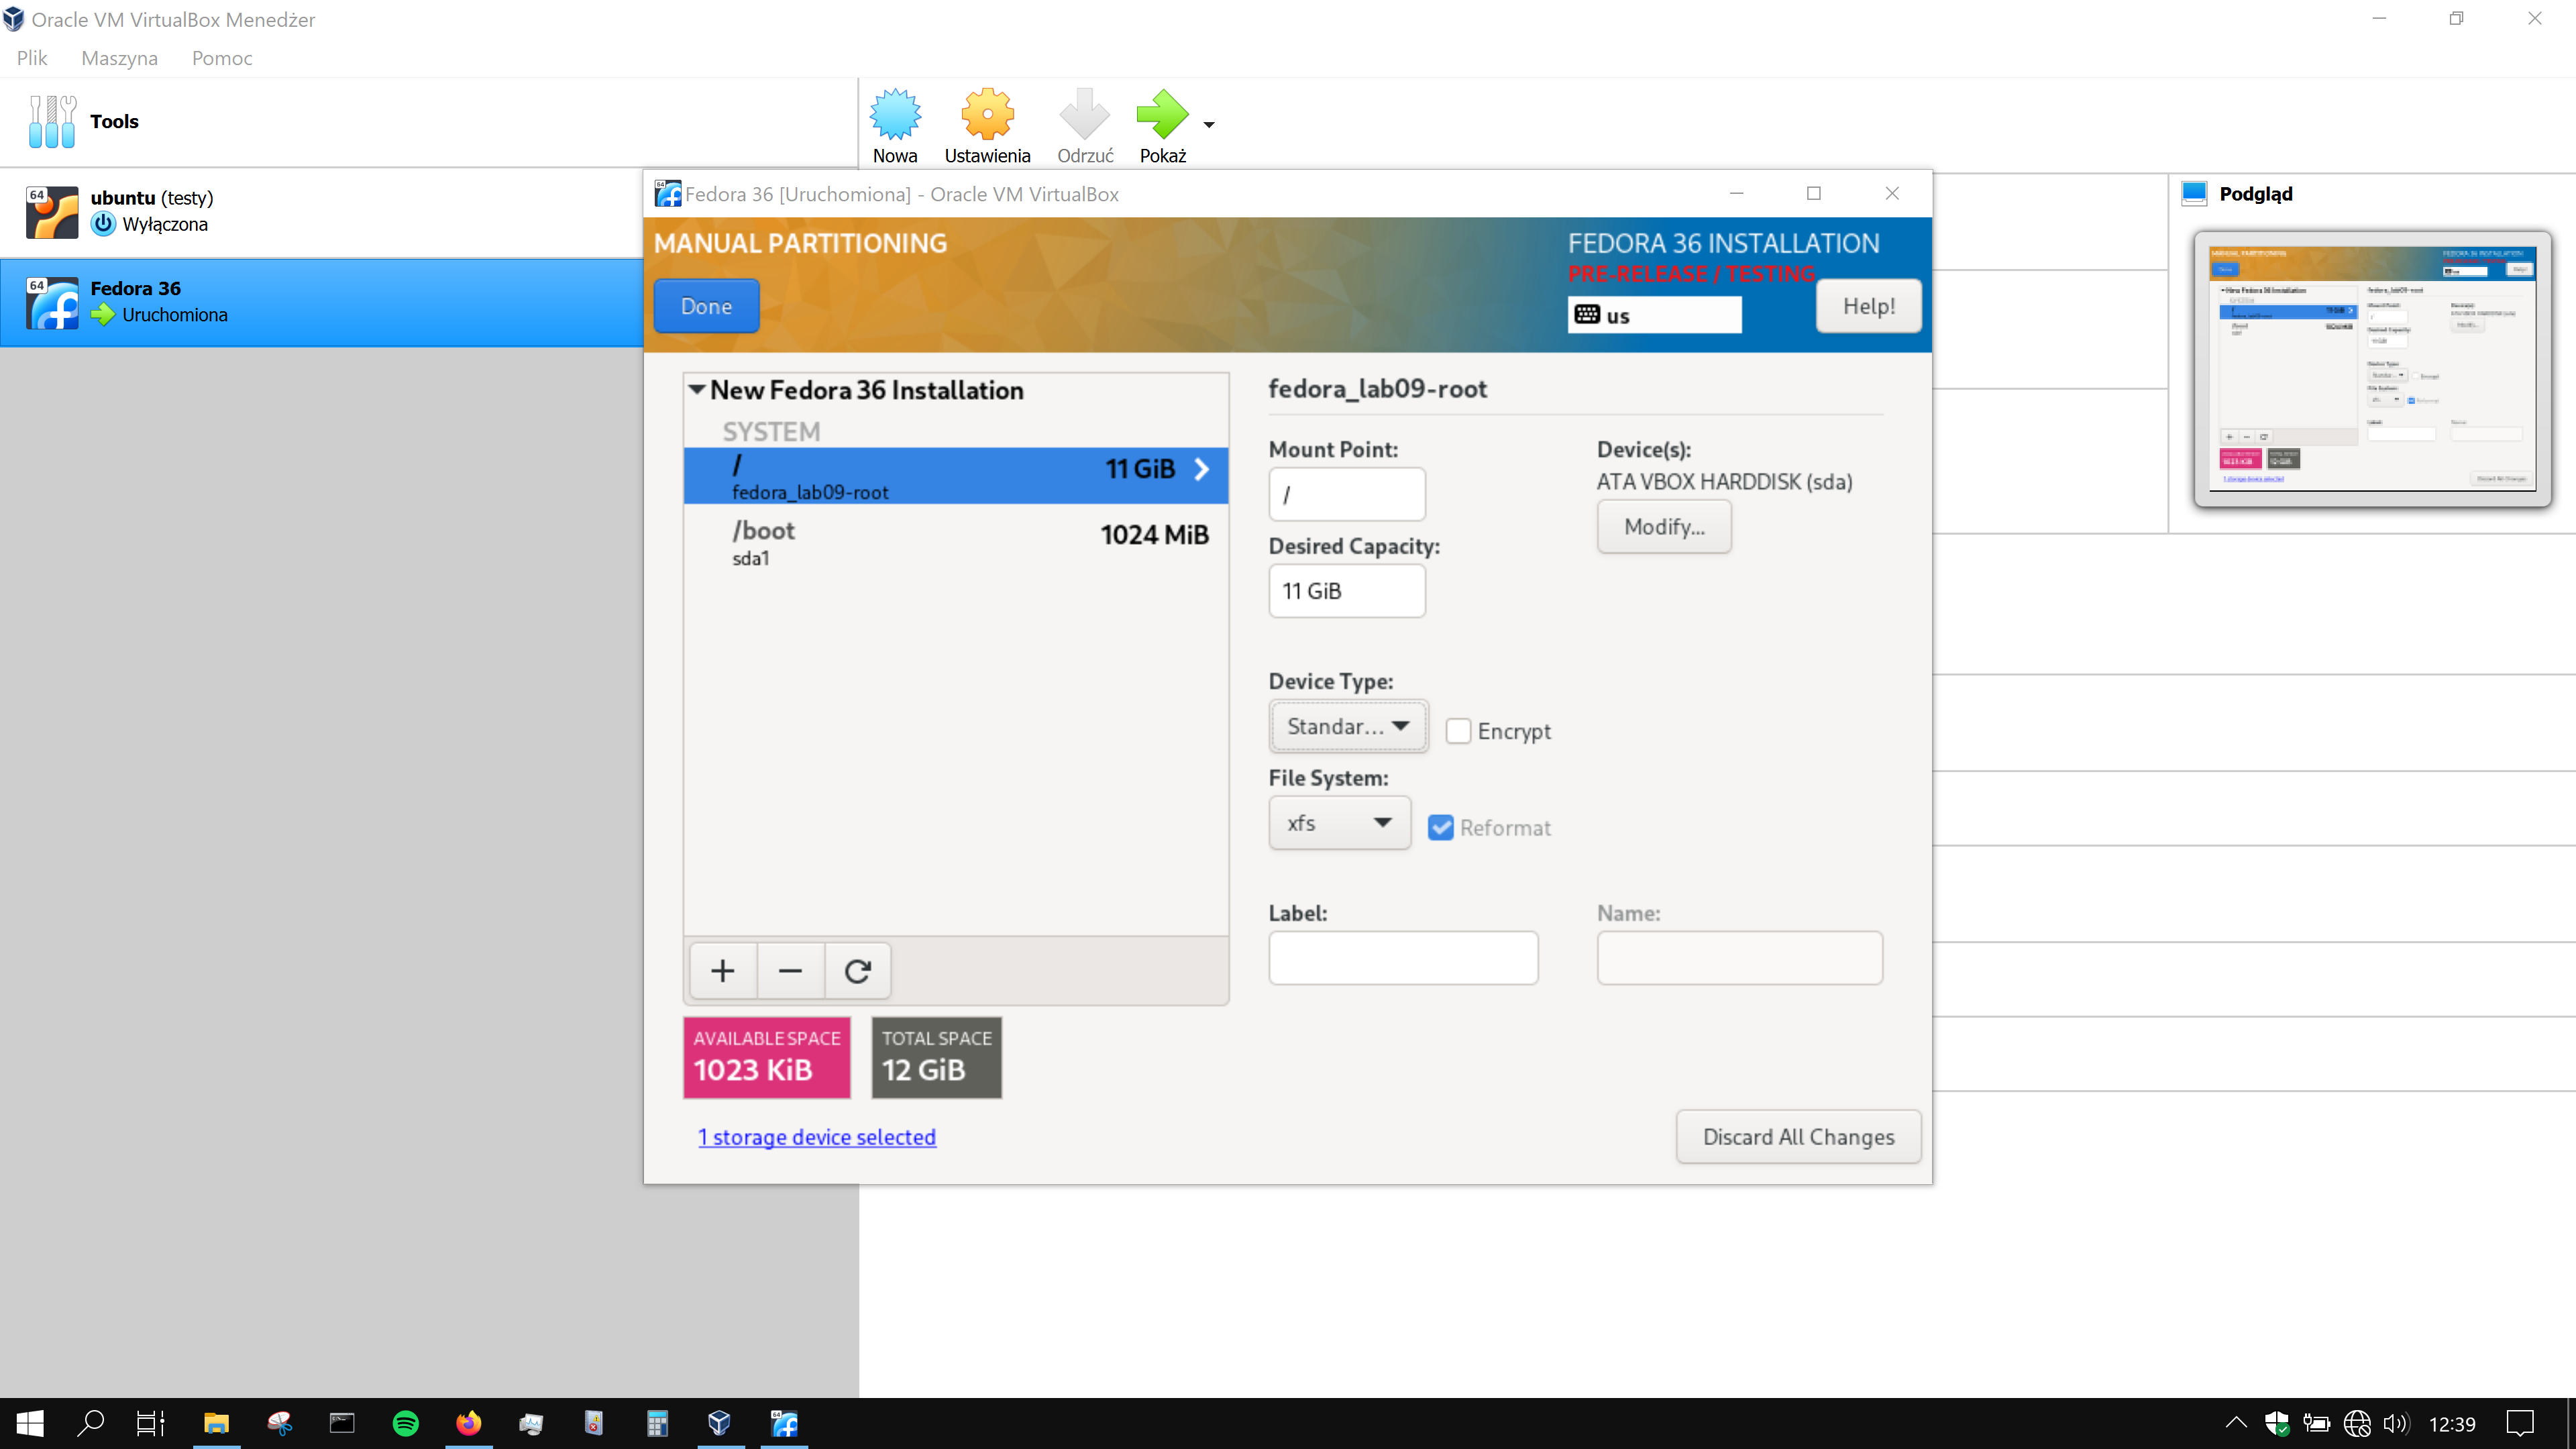 Oracle VM VirtualBox Menedżer
Plik Maszyna Pomoc
Tools
Nowa Ustawienia Odrzuć Pokaż
64
ubuntu (testy)
Wyłączona
64
Fedora 36
Uruchomiona
Podgląd
Fedora 36 [Uruchomiona] - Oracle VM VirtualBox
MANUAL PARTITIONING
FEDORA 36 INSTALLATION
PRE-RELEASE / TESTING
Done
us
Help!
New Fedora 36 Installation
SYSTEM
/
11 GiB
fedora_lab09-root
/boot
1024 MiB
sda1
AVAILABLE SPACE
1023 KiB
TOTAL SPACE
12 GiB
1 storage device selected
fedora_lab09-root
Mount Point:
/
Device(s):
ATA VBOX HARDDISK (sda)
Modify...
Desired Capacity:
11 GiB
Device Type:
Standar...
Encrypt
File System:
xfs
Reformat
Label:
Name:
Discard All Changes
12:39